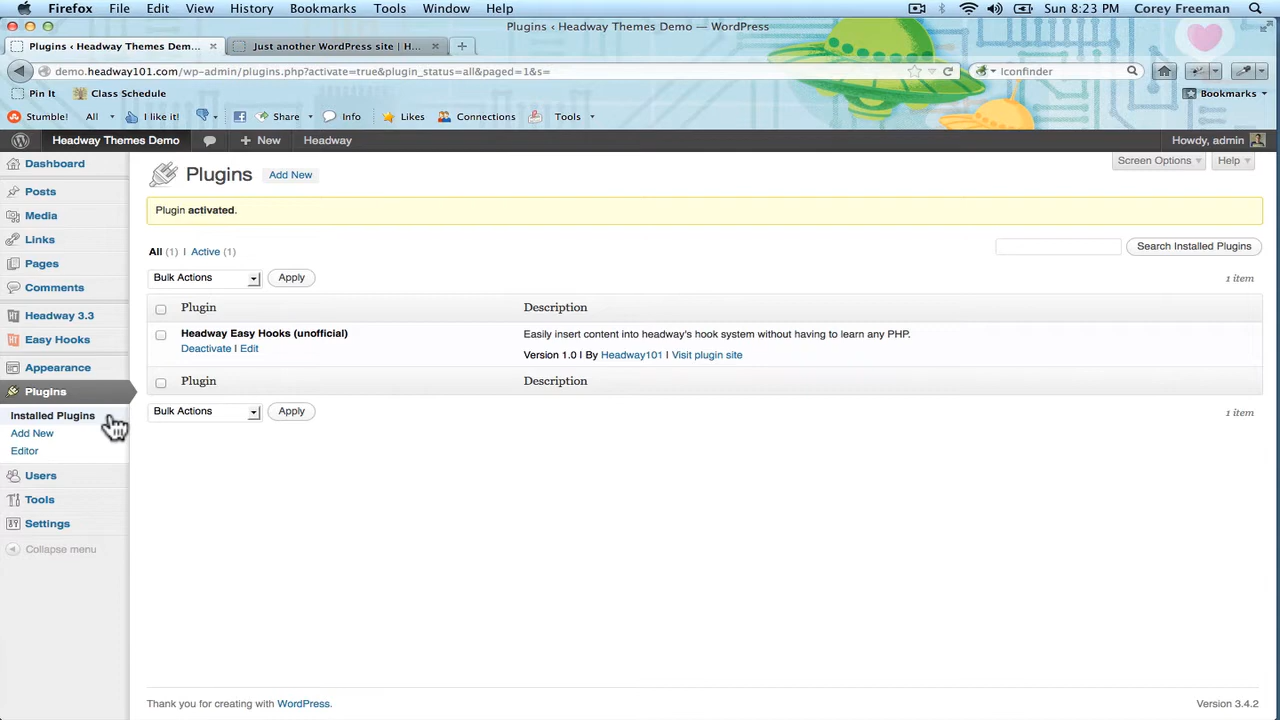 Firefox File Edit View History Bookmarks Tools Window Help Sun 8:23 PM Corey Freeman
Plugins ‹ Headway Themes Demo — WordPress
Plugins ‹ Headway Themes Dem... Just another WordPress site | H...
demo.headway101.com/wp-admin/plugins.php?activate=true&plugin_status=all&paged=1&s= Iconfinder
Pin It Class Schedule Bookmarks
Stumble! All I like it! Share Info Likes Connections Tools
Headway Themes Demo + New Headway Howdy, admin
Dashboard
Posts
Media
Links
Pages
Comments
Headway 3.3
Easy Hooks
Appearance
Plugins
Installed Plugins
Add New
Editor
Users
Tools
Settings
Collapse menu
Plugins Add New Screen Options Help
Plugin activated.
All (1) | Active (1) Search Installed Plugins
Bulk Actions Apply 1 item
Plugin Description
Headway Easy Hooks (unofficial) Easily insert content into headway's hook system without having to learn any PHP.
Deactivate | Edit Version 1.0 | By Headway101 | Visit plugin site
Plugin Description
Bulk Actions Apply 1 item
Thank you for creating with WordPress. Version 3.4.2